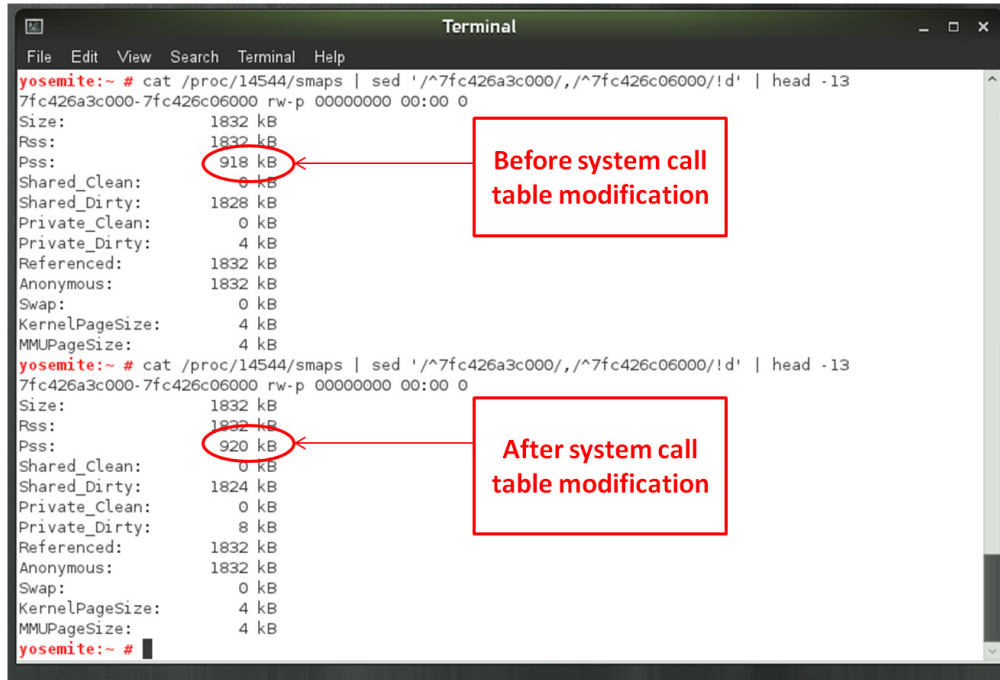 Terminal
File Edit View Search Terminal Help
yosemite:~ # cat /proc/14544/smaps | sed '/^7fc426a3c000/,/^7fc426c06000/!d' | head -13
7fc426a3c000-7fc426c06000 rw-p 00000000 00:00 0
Size: 1832 kB
Rss: 1832 kB
Pss: 918 kB
Shared_Clean: 0 kB
Shared_Dirty: 1828 kB
Private_Clean: 0 kB
Private_Dirty: 4 kB
Referenced: 1832 kB
Anonymous: 1832 kB
Swap: 0 kB
KernelPageSize: 4 kB
MMUPageSize: 4 kB
Before system call
table modification
yosemite:~ # cat /proc/14544/smaps | sed '/^7fc426a3c000/,/^7fc426c06000/!d' | head -13
7fc426a3c000-7fc426c06000 rw-p 00000000 00:00 0
Size: 1832 kB
Rss: 1832 kB
Pss: 920 kB
Shared_Clean: 0 kB
Shared_Dirty: 1824 kB
Private_Clean: 0 kB
Private_Dirty: 8 kB
Referenced: 1832 kB
Anonymous: 1832 kB
Swap: 0 kB
KernelPageSize: 4 kB
MMUPageSize: 4 kB
After system call
table modification
yosemite:~ #